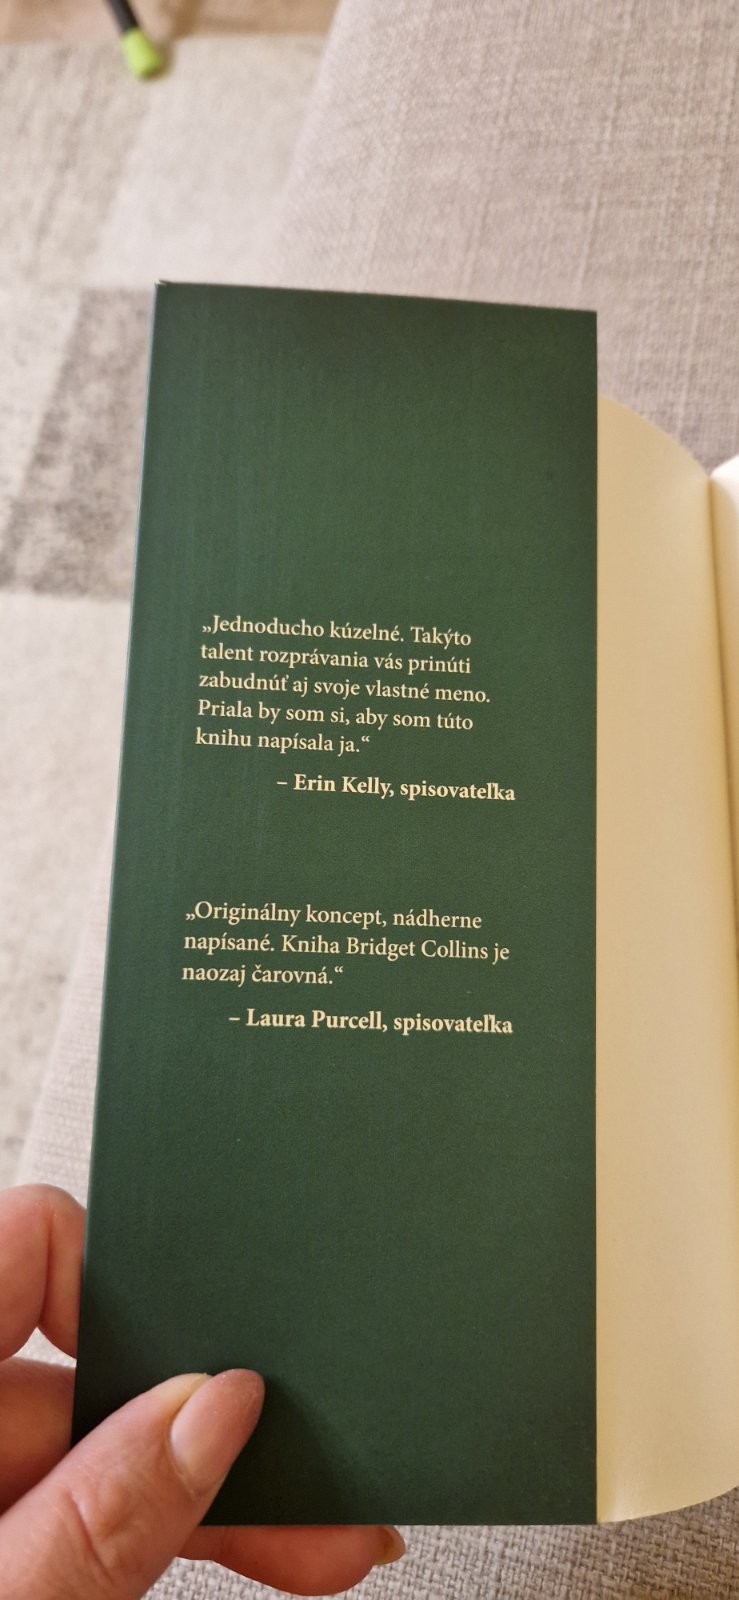 „Jednoducho kúzelné. Takýto
talent rozprávania vás prinúti
zabudnúť aj svoje vlastné meno.
Priala by som si, aby som túto
knihu napísala ja.“
– Erin Kelly, spisovateľka
„Originálny koncept, nádherne
napísané. Kniha Bridget Collins je
naozaj čarovná.“
– Laura Purcell, spisovateľka